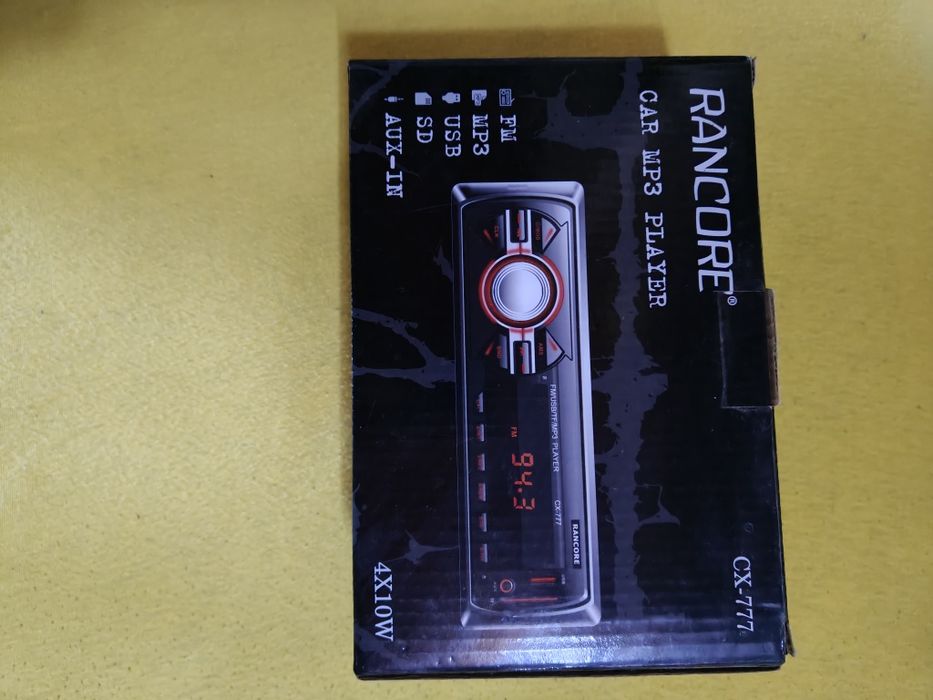 RANCORE®
CAR MP3 PLAYER
CX-777
FM
MP3
USB
SD
AUX-IN
FM/USB/TF/MP3 PLAYER
CX-777
RANCORE
FM
94.3
4X10W